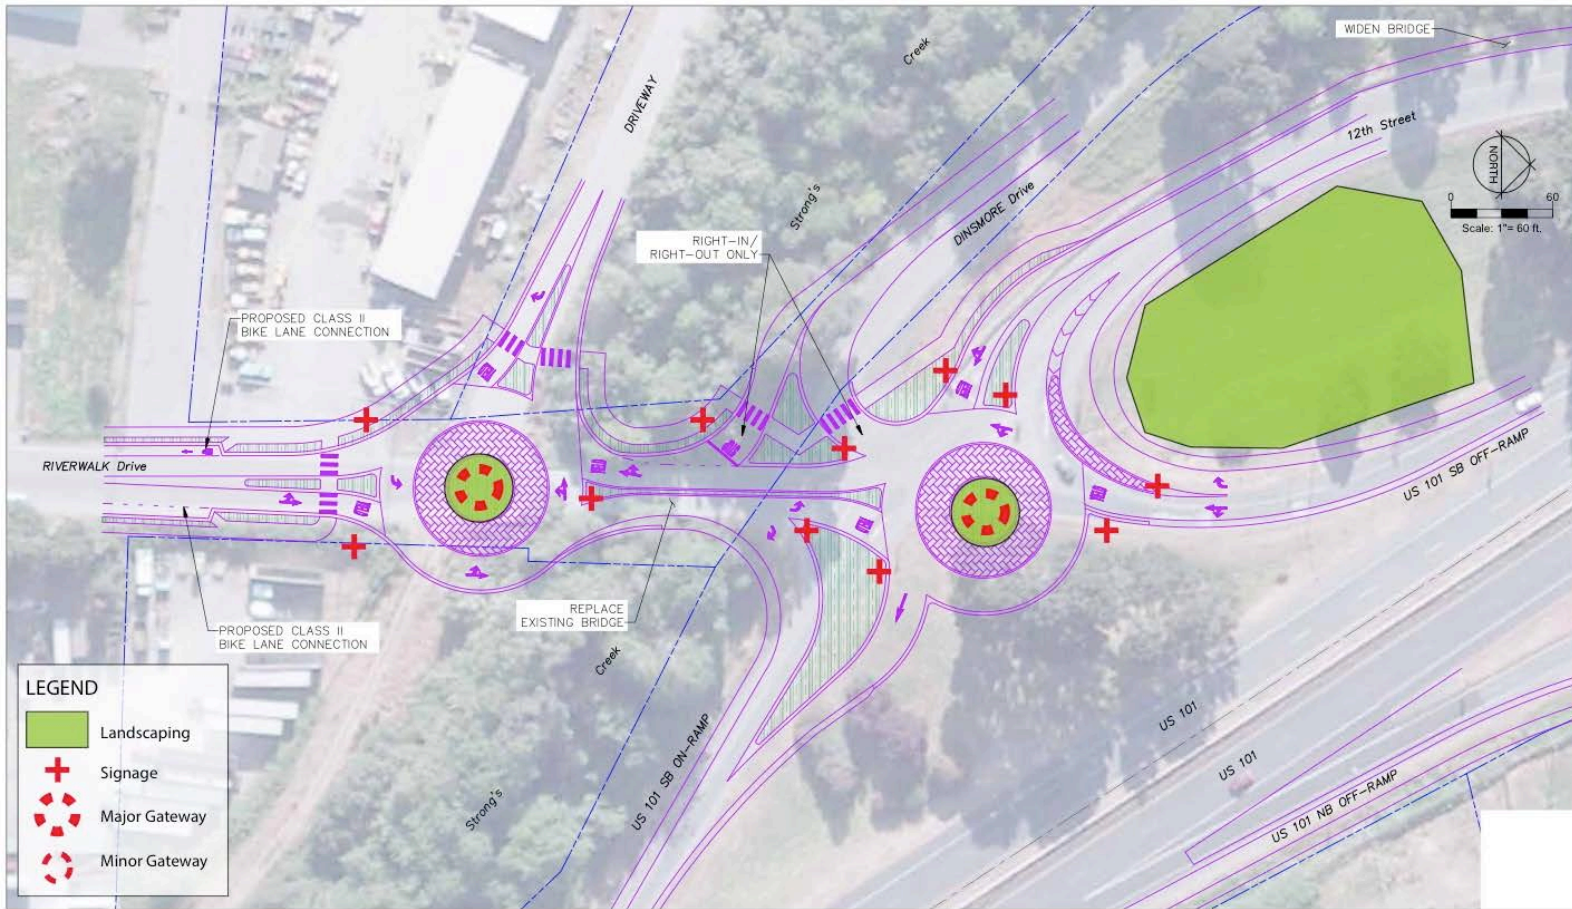 WIDEN BRIDGE
Creek
DRIVEWAY
12th Street
NORTH
0 60
Scale: 1"= 60 ft.
Strong's
DINSMORE Drive
RIGHT-IN/
RIGHT-OUT ONLY
PROPOSED CLASS II
BIKE LANE CONNECTION
RIVERWALK Drive
US 101 SB OFF-RAMP
REPLACE
EXISTING BRIDGE
PROPOSED CLASS II
BIKE LANE CONNECTION
Creek
US 101
US 101
US 101 SB ON-RAMP
Strong's
US 101 NB OFF-RAMP
LEGEND
Landscaping
Signage
Major Gateway
Minor Gateway